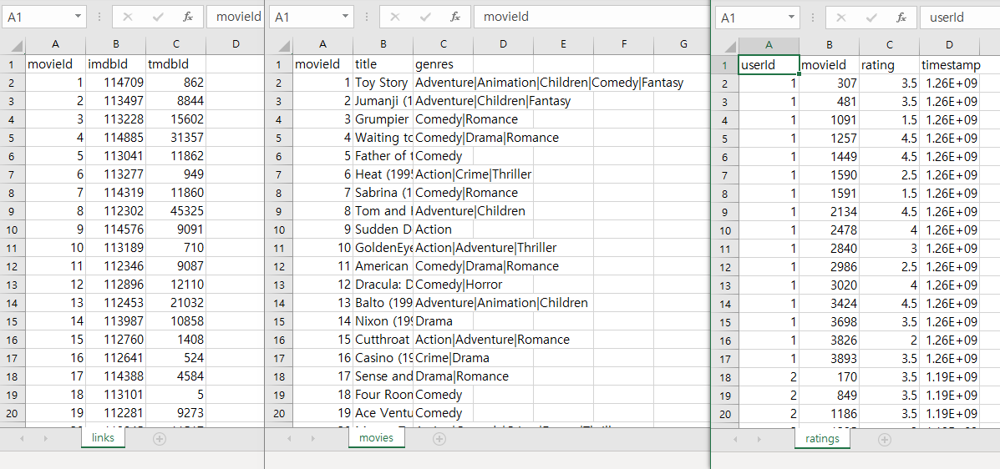 A1 fx movieId
A B C D
1 movieId imdbId tmdbId
2 1 114709 862
3 2 113497 8844
4 3 113228 15602
5 4 114885 31357
6 5 113041 11862
7 6 113277 949
8 7 114319 11860
9 8 112302 45325
10 9 114576 9091
11 10 113189 710
12 11 112346 9087
13 12 112896 12110
14 13 112453 21032
15 14 113987 10858
16 15 112760 1408
17 16 112641 524
18 17 114388 4584
19 18 113101 5
20 19 112281 9273
links
A1 fx movieId
A B C D E F G
1 movieId title genres
2 1 Toy Story Adventure|Animation|Children|Comedy|Fantasy
3 2 Jumanji (1 Adventure|Children|Fantasy
4 3 Grumpier Comedy|Romance
5 4 Waiting to Comedy|Drama|Romance
6 5 Father of t Comedy
7 6 Heat (1995 Action|Crime|Thriller
8 7 Sabrina (1 Comedy|Romance
9 8 Tom and H Adventure|Children
10 9 Sudden D Action
11 10 GoldenEye Action|Adventure|Thriller
12 11 American Comedy|Drama|Romance
13 12 Dracula: D Comedy|Horror
14 13 Balto (199 Adventure|Animation|Children
15 14 Nixon (199 Drama
16 15 Cutthroat Action|Adventure|Romance
17 16 Casino (19 Crime|Drama
18 17 Sense and Drama|Romance
19 18 Four Room Comedy
20 19 Ace Ventu Comedy
movies
A1 fx userId
A B C D
1 userId movieId rating timestamp
2 1 307 3.5 1.26E+09
3 1 481 3.5 1.26E+09
4 1 1091 1.5 1.26E+09
5 1 1257 4.5 1.26E+09
6 1 1449 4.5 1.26E+09
7 1 1590 2.5 1.26E+09
8 1 1591 1.5 1.26E+09
9 1 2134 4.5 1.26E+09
10 1 2478 4 1.26E+09
11 1 2840 3 1.26E+09
12 1 2986 2.5 1.26E+09
13 1 3020 4 1.26E+09
14 1 3424 4.5 1.26E+09
15 1 3698 3.5 1.26E+09
16 1 3826 2 1.26E+09
17 1 3893 3.5 1.26E+09
18 2 170 3.5 1.19E+09
19 2 849 3.5 1.19E+09
20 2 1186 3.5 1.19E+09
ratings